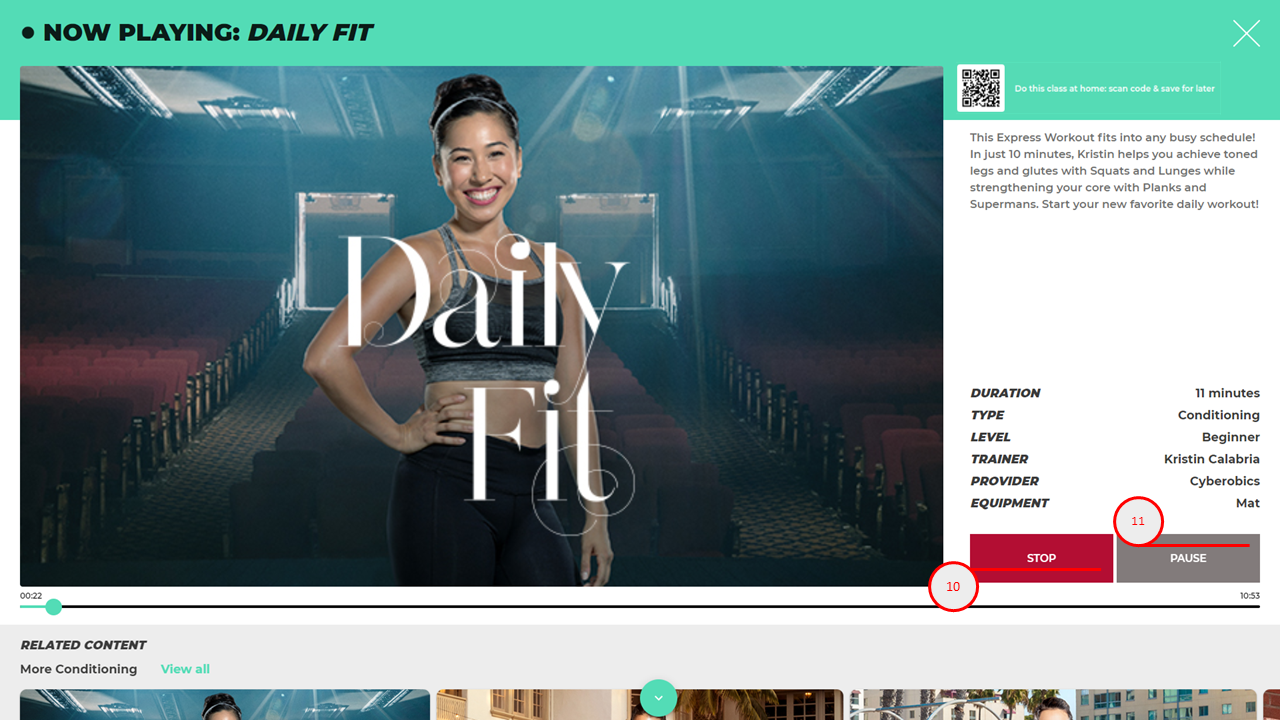 NOW PLAYING: DAILY FIT
Do this class at home: scan code & save for later
This Express Workout fits into any busy schedule!
In just 10 minutes, Kristin helps you achieve toned
legs and glutes with Squats and Lunges while
strengthening your core with Planks and
Supermans. Start your new favorite daily workout!
Daily
Fit
DURATION 11 minutes
TYPE Conditioning
LEVEL Beginner
TRAINER Kristin Calabria
PROVIDER Cyberobics
EQUIPMENT Mat
11
STOP PAUSE
10
00:22 10:53
RELATED CONTENT
More Conditioning View all